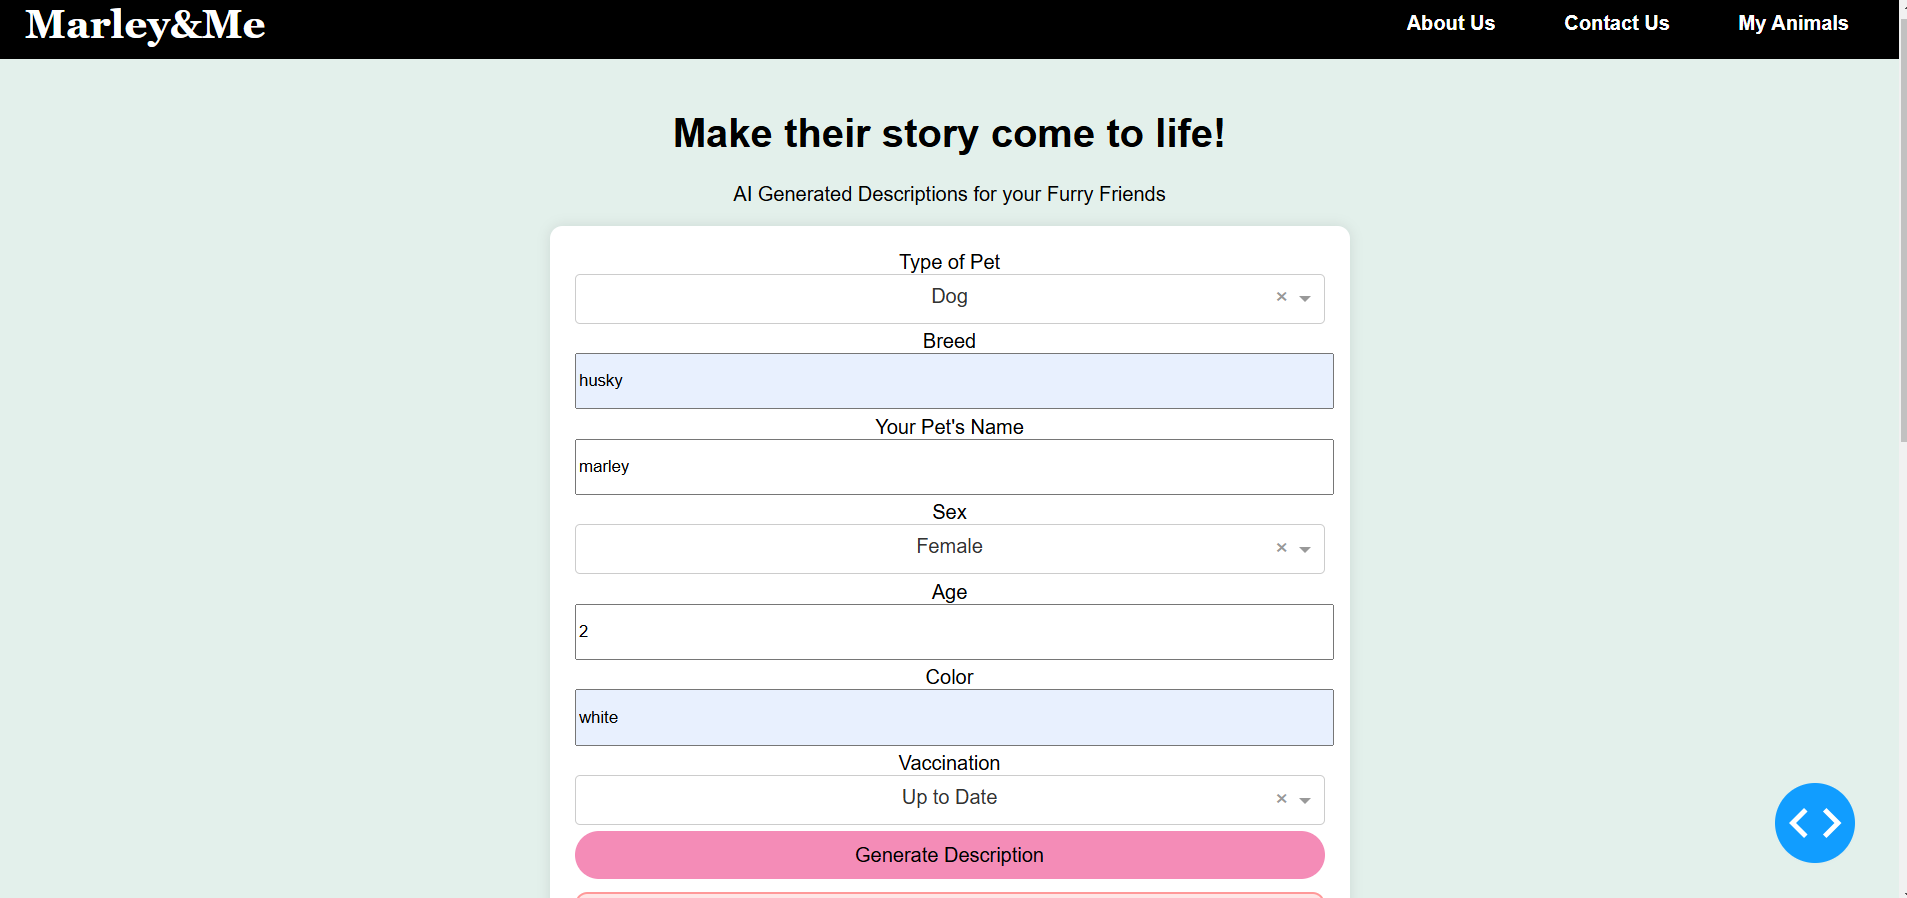 Marley&Me
About Us
Contact Us
My Animals
Make their story come to life!
AI Generated Descriptions for your Furry Friends
Type of Pet
Dog
Breed
husky
Your Pet's Name
marley
Sex
Female
Age
2
Color
white
Vaccination
Up to Date
Generate Description